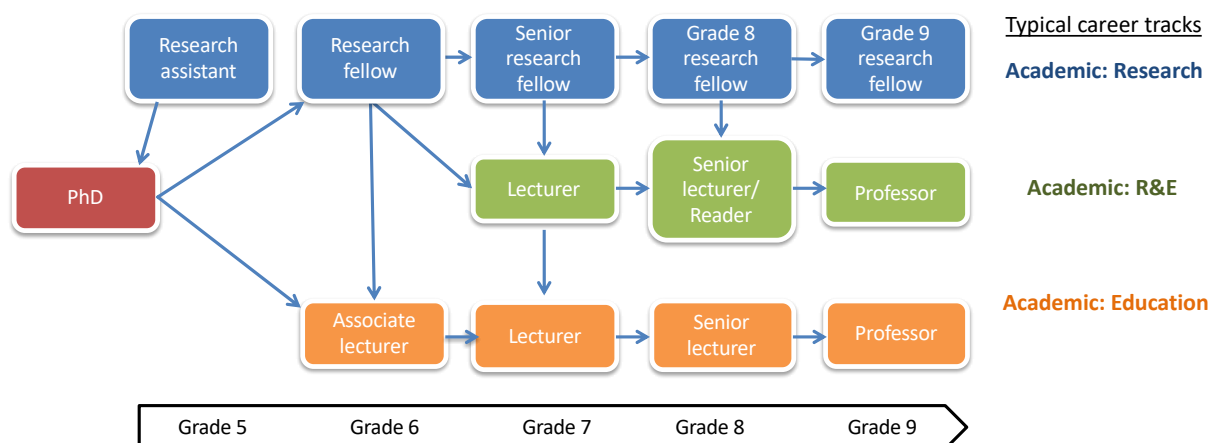 Typical career tracks
Research
assistant
Research
fellow
Senior
research
fellow
Grade 8
research
fellow
Grade 9
research
fellow
Academic: Research
PhD
Lecturer
Senior
lecturer/
Reader
Professor
Academic: R&E
Associate
lecturer
Lecturer
Senior
lecturer
Professor
Academic: Education
Grade 5
Grade 6
Grade 7
Grade 8
Grade 9